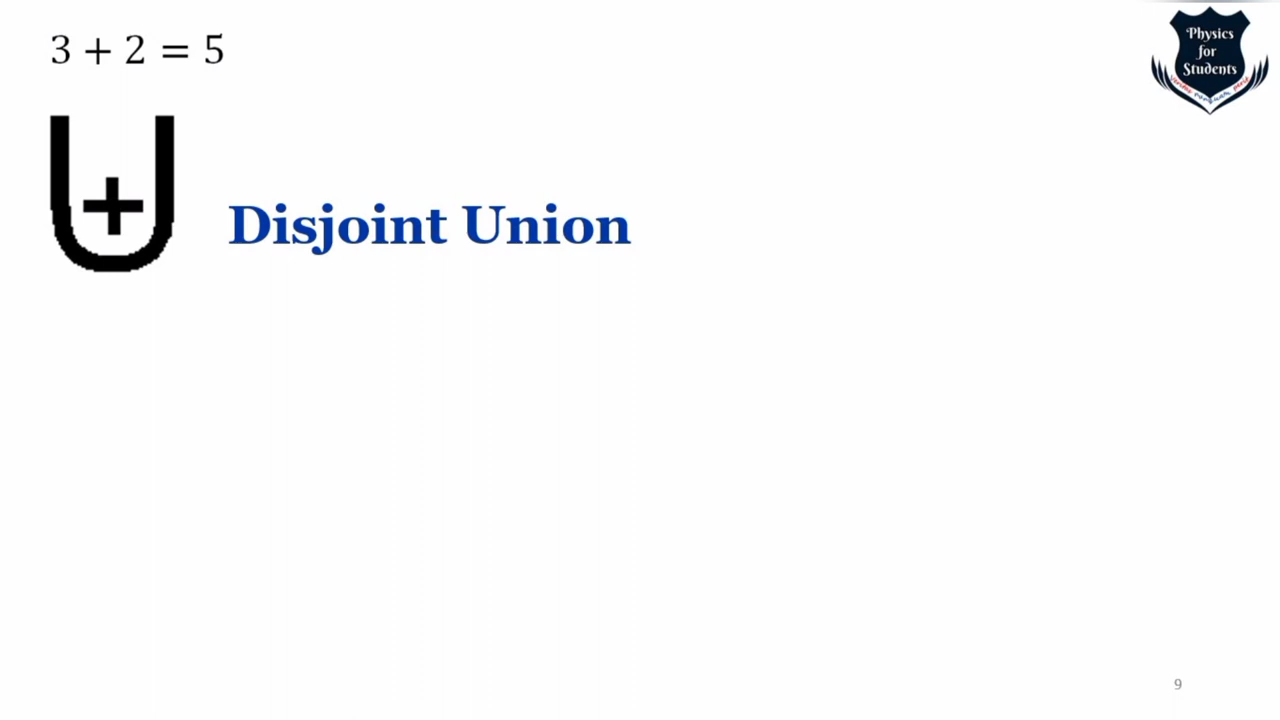 3 + 2 = 5
Physics
for
Students
⊎
Disjoint Union
9